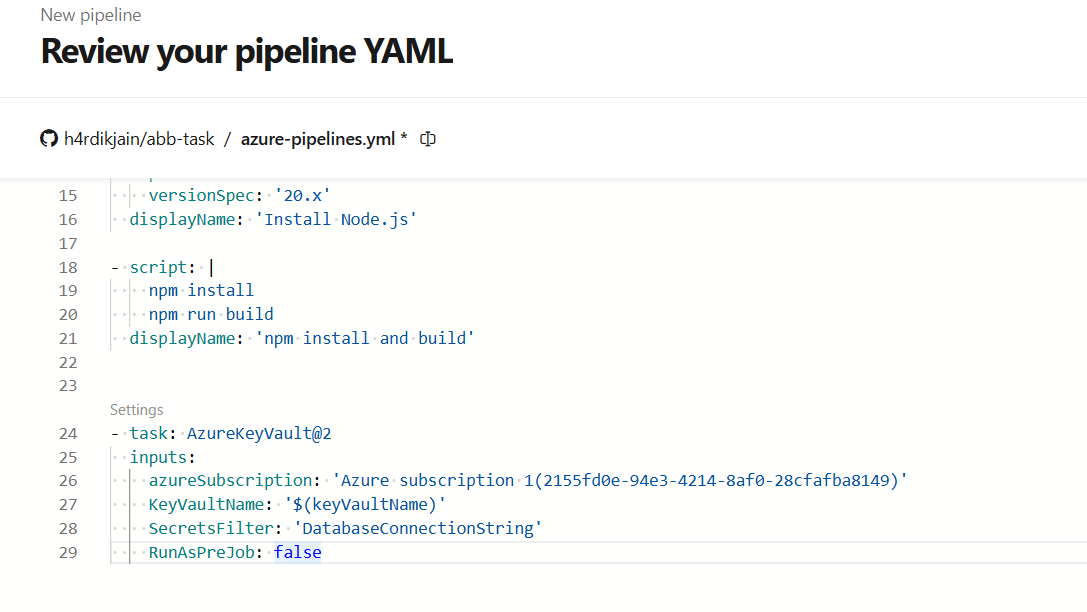 New pipeline
Review your pipeline YAML
h4rdikjain/abb-task / azure-pipelines.yml *
15 versionSpec: '20.x'
16 displayName: 'Install Node.js'
17
18 - script: |
19 npm install
20 npm run build
21 displayName: 'npm install and build'
22
23
Settings
24 - task: AzureKeyVault@2
25 inputs:
26 azureSubscription: 'Azure subscription 1(2155fd0e-94e3-4214-8af0-28cfafba8149)'
27 KeyVaultName: '$(keyVaultName)'
28 SecretsFilter: 'DatabaseConnectionString'
29 RunAsPreJob: false